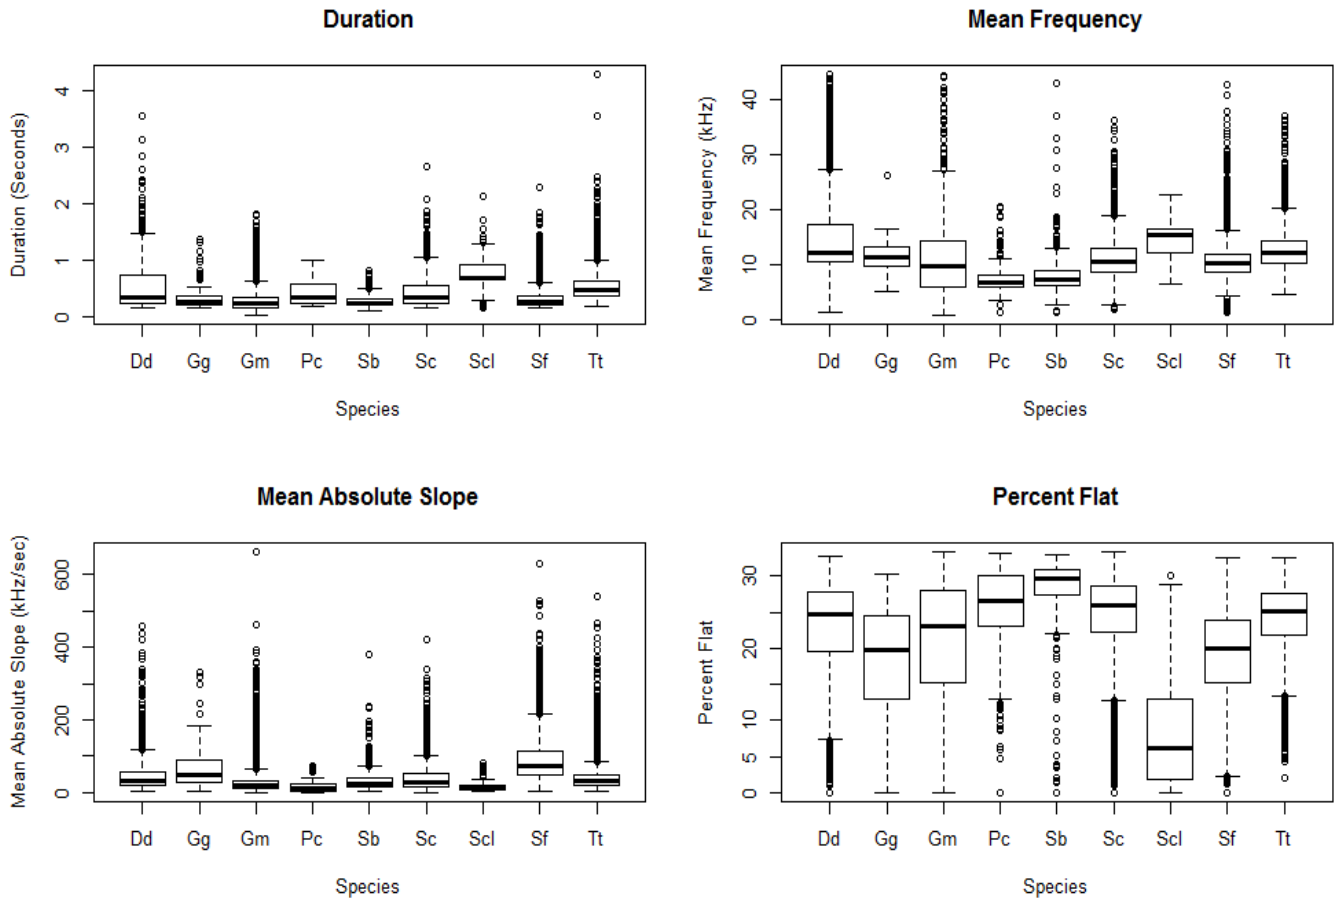 Duration
Duration (Seconds)
4
3
2
1
0
Dd Gg Gm Pc Sb Sc Scl Sf Tt
Species
Mean Frequency
Mean Frequency (kHz)
40
30
20
10
0
Dd Gg Gm Pc Sb Sc Scl Sf Tt
Species
Mean Absolute Slope
Mean Absolute Slope (kHz/sec)
600
400
200
0
Dd Gg Gm Pc Sb Sc Scl Sf Tt
Species
Percent Flat
Percent Flat
30
20
10
5
0
Dd Gg Gm Pc Sb Sc Scl Sf Tt
Species